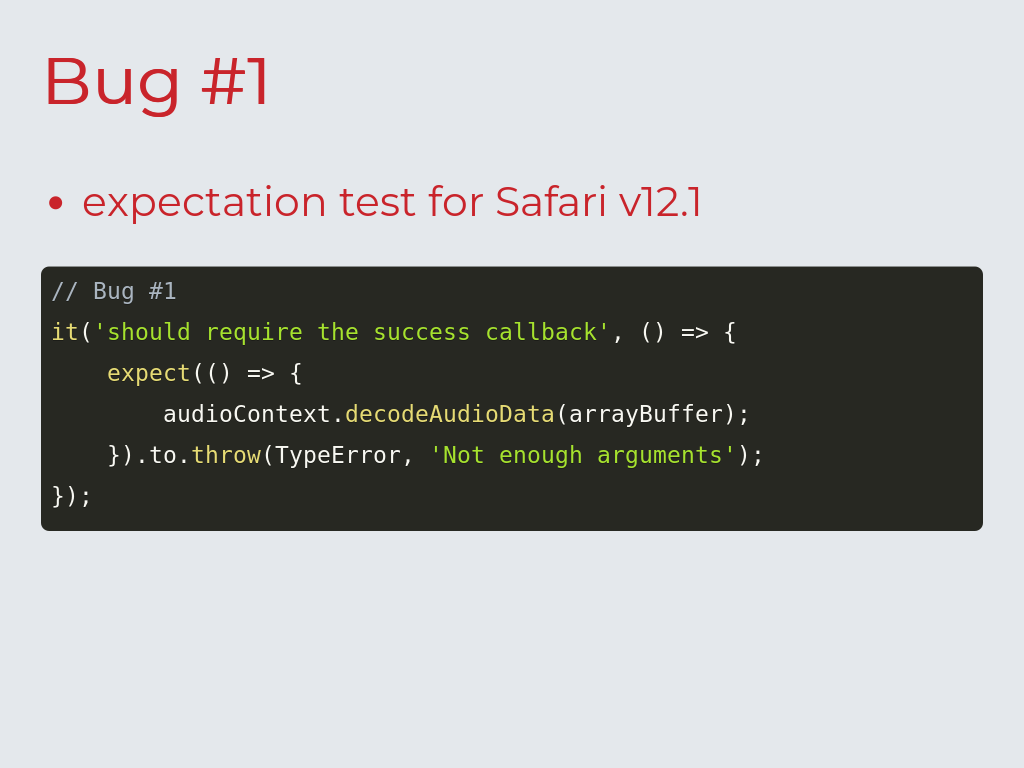 Bug #1
• expectation test for Safari v12.1
// Bug #1
it('should require the success callback', () => {
    expect(() => {
        audioContext.decodeAudioData(arrayBuffer);
    }).to.throw(TypeError, 'Not enough arguments');
});